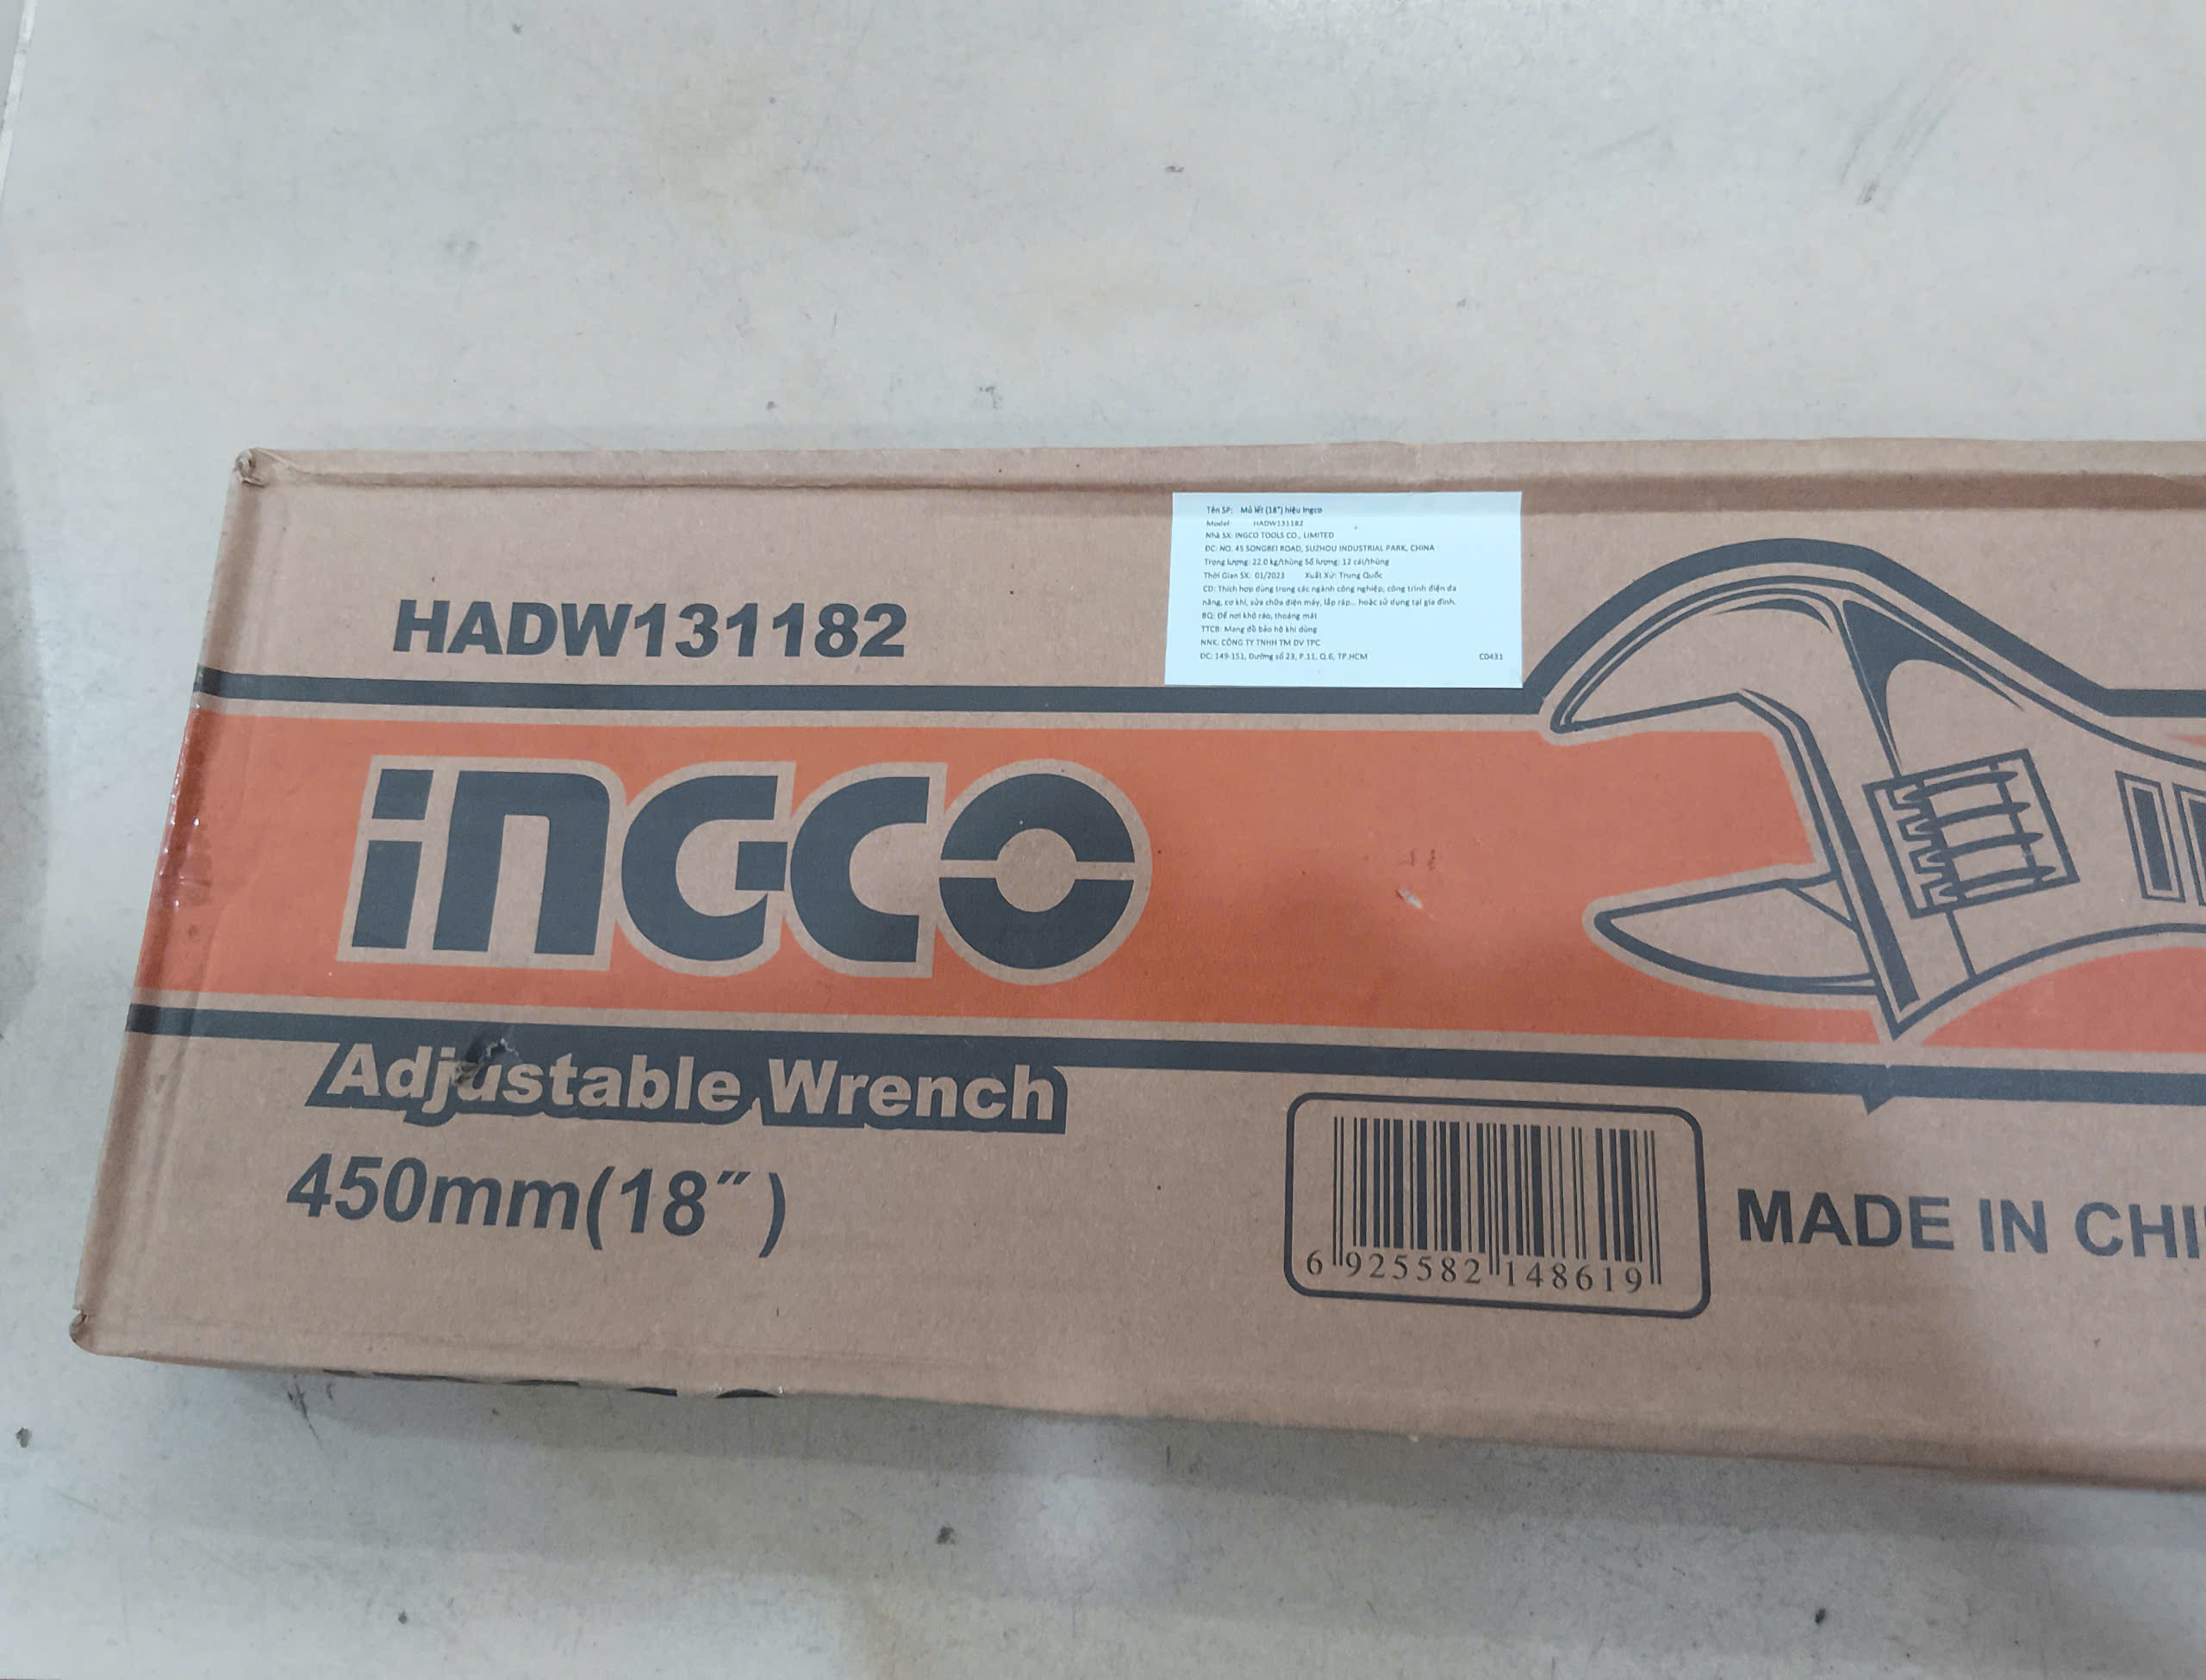 Tên SP: Mỏ lết (18") hiệu Ingco
Model: HADW131182
Nhà SX: INGCO TOOLS CO., LIMITED
ĐC: NO. 45 SONGBEI ROAD, SUZHOU INDUSTRIAL PARK, CHINA
Trọng lượng: 22.0 kg/thùng Số lượng: 12 cái/thùng
Thời Gian SX: 01/2023 Xuất Xứ: Trung Quốc
CD: Thích hợp dùng trong các ngành công nghiệp, công trình điện đa
năng, cơ khí, sửa chữa điện máy, lắp ráp... hoặc sử dụng tại gia đình.
BQ: Để nơi khô ráo, thoáng mát
TTCB: Mang đồ bảo hộ khi dùng
NNK: CÔNG TY TNHH TM DV TPC
ĐC: 149-151, Đường số 23, P.11, Q.6, TP.HCM CD431
HADW131182
INGCO
Adjustable Wrench
450mm(18″)
6 925582 148619
MADE IN CHI